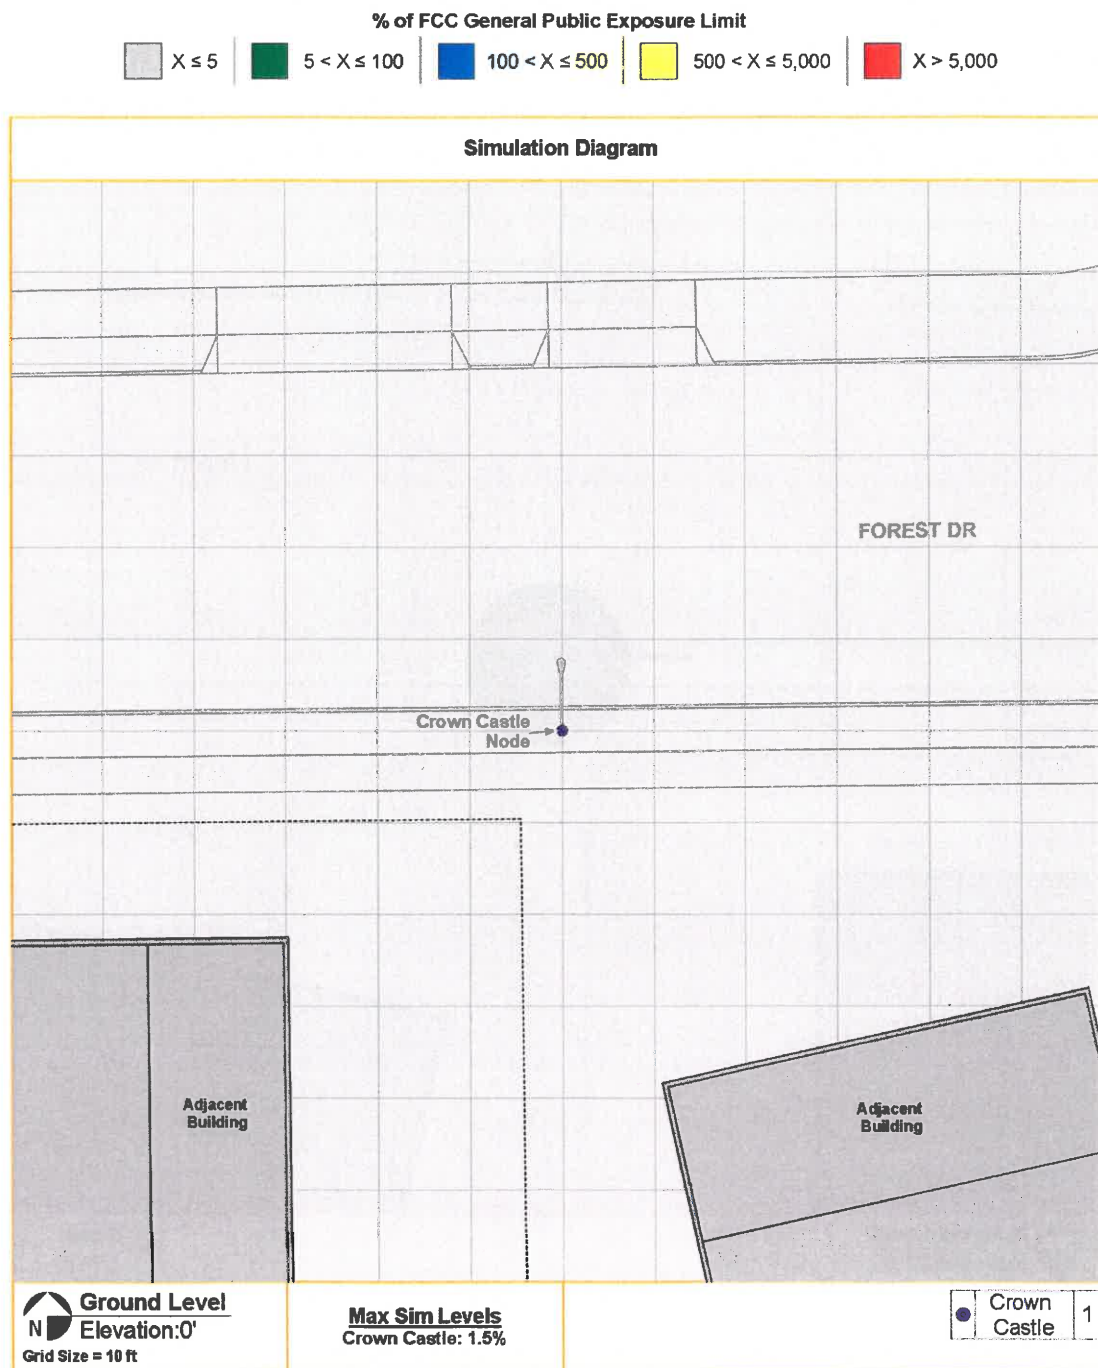 % of FCC General Public Exposure Limit
X ≤ 5
5 < X ≤ 100
100 < X ≤ 500
500 < X ≤ 5,000
X > 5,000
Simulation Diagram
FOREST DR
Crown Castle
Node
Adjacent
Building
Adjacent
Building
N
Ground Level
Elevation:0'
Grid Size = 10 ft
Max Sim Levels
Crown Castle: 1.5%
Crown
Castle
1